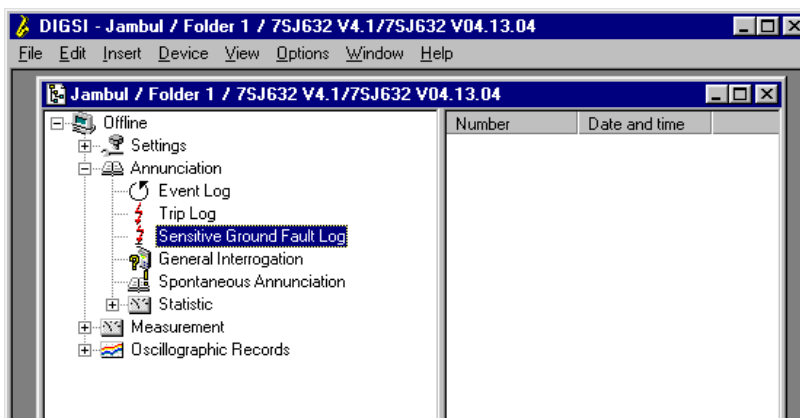 DIGSI - Jambul / Folder 1 / 7SJ632 V4.1/7SJ632 V04.13.04
File Edit Insert Device View Options Window Help
Jambul / Folder 1 / 7SJ632 V4.1/7SJ632 V04.13.04
Offline
Settings
Annunciation
Event Log
Trip Log
Sensitive Ground Fault Log
General Interrogation
Spontaneous Annunciation
Statistic
Measurement
Oscillographic Records
Number Date and time